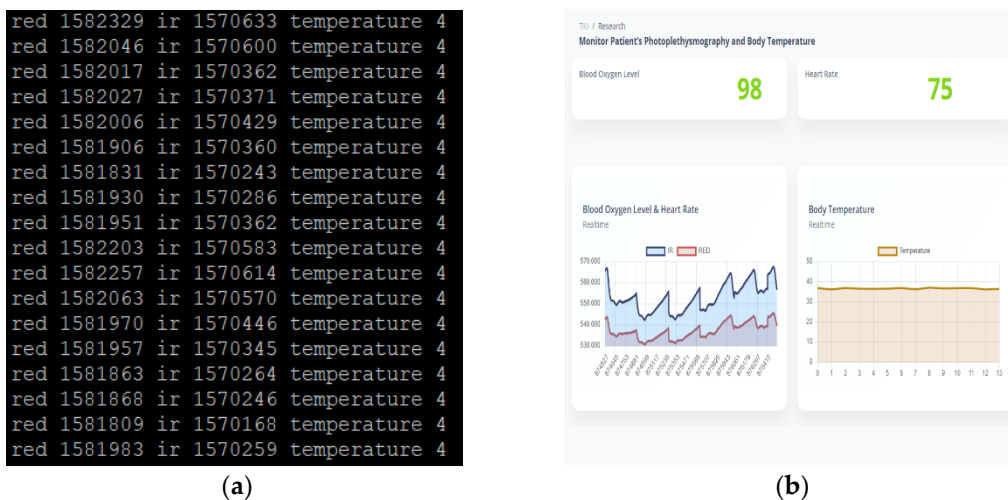 red 1582329 ir 1570633 temperature 4
red 1582046 ir 1570600 temperature 4
red 1582017 ir 1570362 temperature 4
red 1582027 ir 1570371 temperature 4
red 1582006 ir 1570429 temperature 4
red 1581906 ir 1570360 temperature 4
red 1581831 ir 1570243 temperature 4
red 1581930 ir 1570286 temperature 4
red 1581951 ir 1570362 temperature 4
red 1582203 ir 1570583 temperature 4
red 1582257 ir 1570614 temperature 4
red 1582063 ir 1570570 temperature 4
red 1581970 ir 1570446 temperature 4
red 1581957 ir 1570345 temperature 4
red 1581863 ir 1570264 temperature 4
red 1581868 ir 1570246 temperature 4
red 1581809 ir 1570168 temperature 4
red 1581983 ir 1570259 temperature 4
(a)
TIU / Research
Monitor Patient's Photoplethysmography and Body Temperature
Blood Oxygen Level
98
Heart Rate
75
Blood Oxygen Level & Heart Rate
Realtime
IR RED
570.000
560.000
550.000
540.000
530.000
Body Temperature
Realtime
Temperature
50
40
30
20
10
0
0 1 2 3 4 5 6 7 8 9 10 11 12 13
(b)